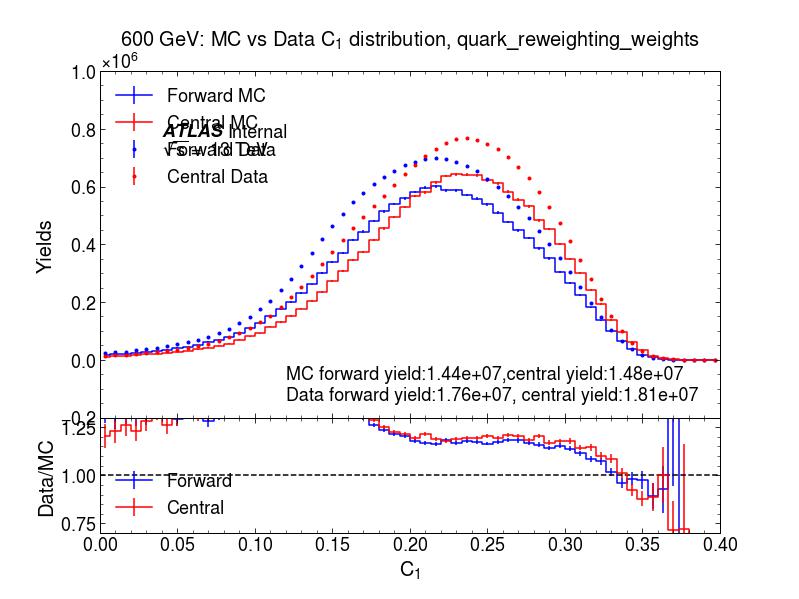 600 GeV: MC vs Data C₁ distribution, quark_reweighting_weights
×10⁶
1.0
0.8
0.6
0.4
0.2
0.0
0.2
Yields
Forward MC
Central MC
ATLAS Internal
√s = 13 TeV
Forward Data
Central Data
MC forward yield:1.44e+07,central yield:1.48e+07
Data forward yield:1.76e+07, central yield:1.81e+07
1.25
1.00
0.75
Data/MC
Forward
Central
0.00 0.05 0.10 0.15 0.20 0.25 0.30 0.35 0.40
C₁